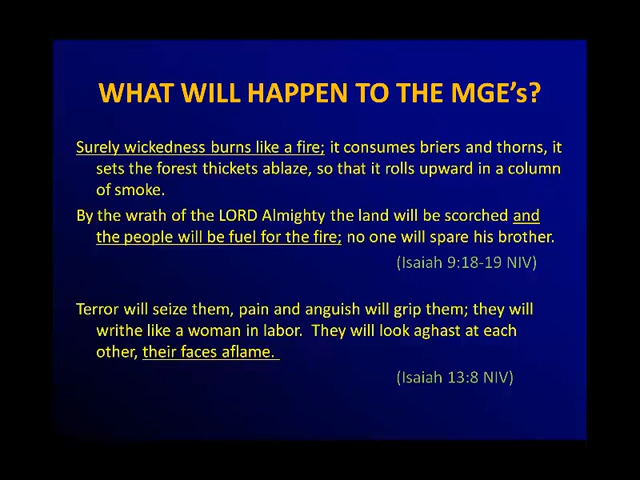 WHAT WILL HAPPEN TO THE MGE’s?
Surely wickedness burns like a fire; it consumes briers and thorns, it
sets the forest thickets ablaze, so that it rolls upward in a column
of smoke.
By the wrath of the LORD Almighty the land will be scorched and
the people will be fuel for the fire; no one will spare his brother.
(Isaiah 9:18-19 NIV)
Terror will seize them, pain and anguish will grip them; they will
writhe like a woman in labor. They will look aghast at each
other, their faces aflame.
(Isaiah 13:8 NIV)